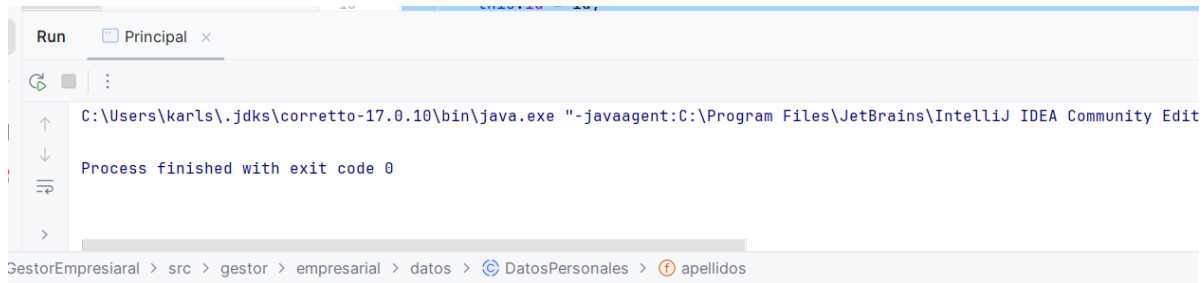 Run Principal ×
C:\Users\karls\.jdks\corretto-17.0.10\bin\java.exe "-javaagent:C:\Program Files\JetBrains\IntelliJ IDEA Community Edit
Process finished with exit code 0
GestorEmpresiaral > src > gestor > empresarial > datos > DatosPersonales > apellidos